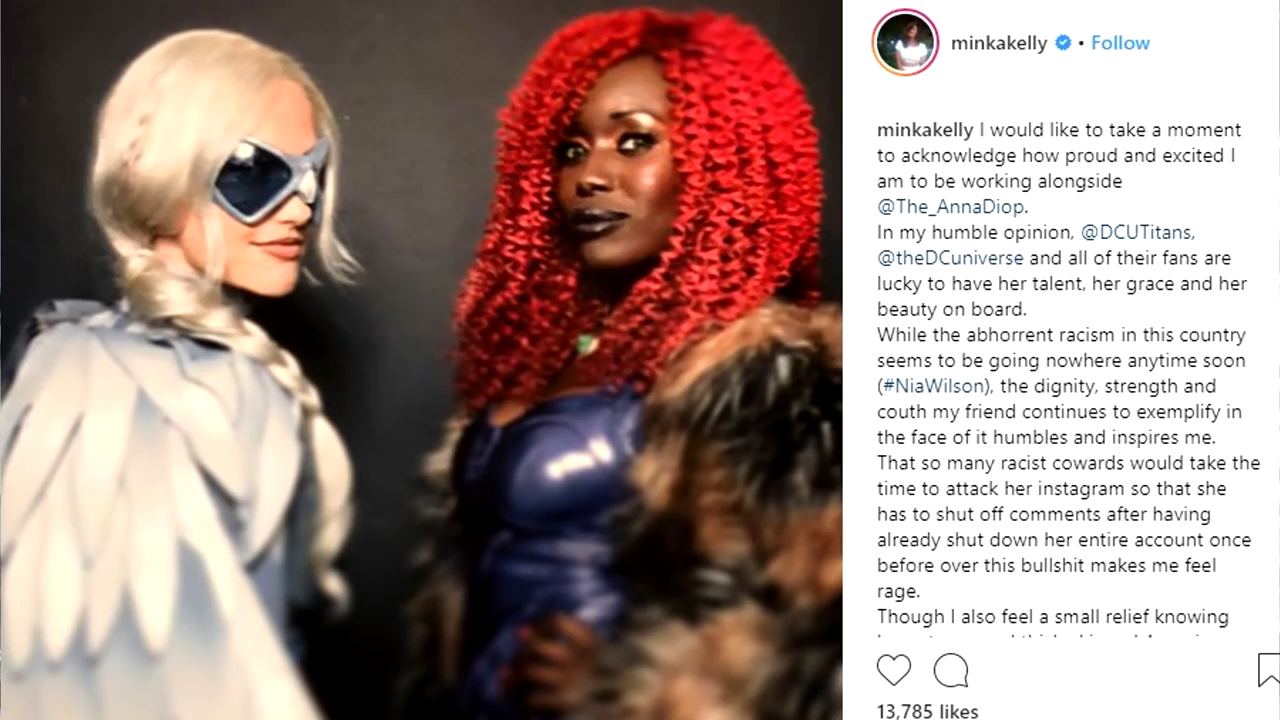 minkakelly • Follow
minkakelly I would like to take a moment
to acknowledge how proud and excited I
am to be working alongside
@The_AnnaDiop.
In my humble opinion, @DCUTitans,
@theDCuniverse and all of their fans are
lucky to have her talent, her grace and her
beauty on board.
While the abhorrent racism in this country
seems to be going nowhere anytime soon
(#NiaWilson), the dignity, strength and
couth my friend continues to exemplify in
the face of it humbles and inspires me.
That so many racist cowards would take the
time to attack her instagram so that she
has to shut off comments after having
already shut down her entire account once
before over this bullshit makes me feel
rage.
Though I also feel a small relief knowing
13,785 likes